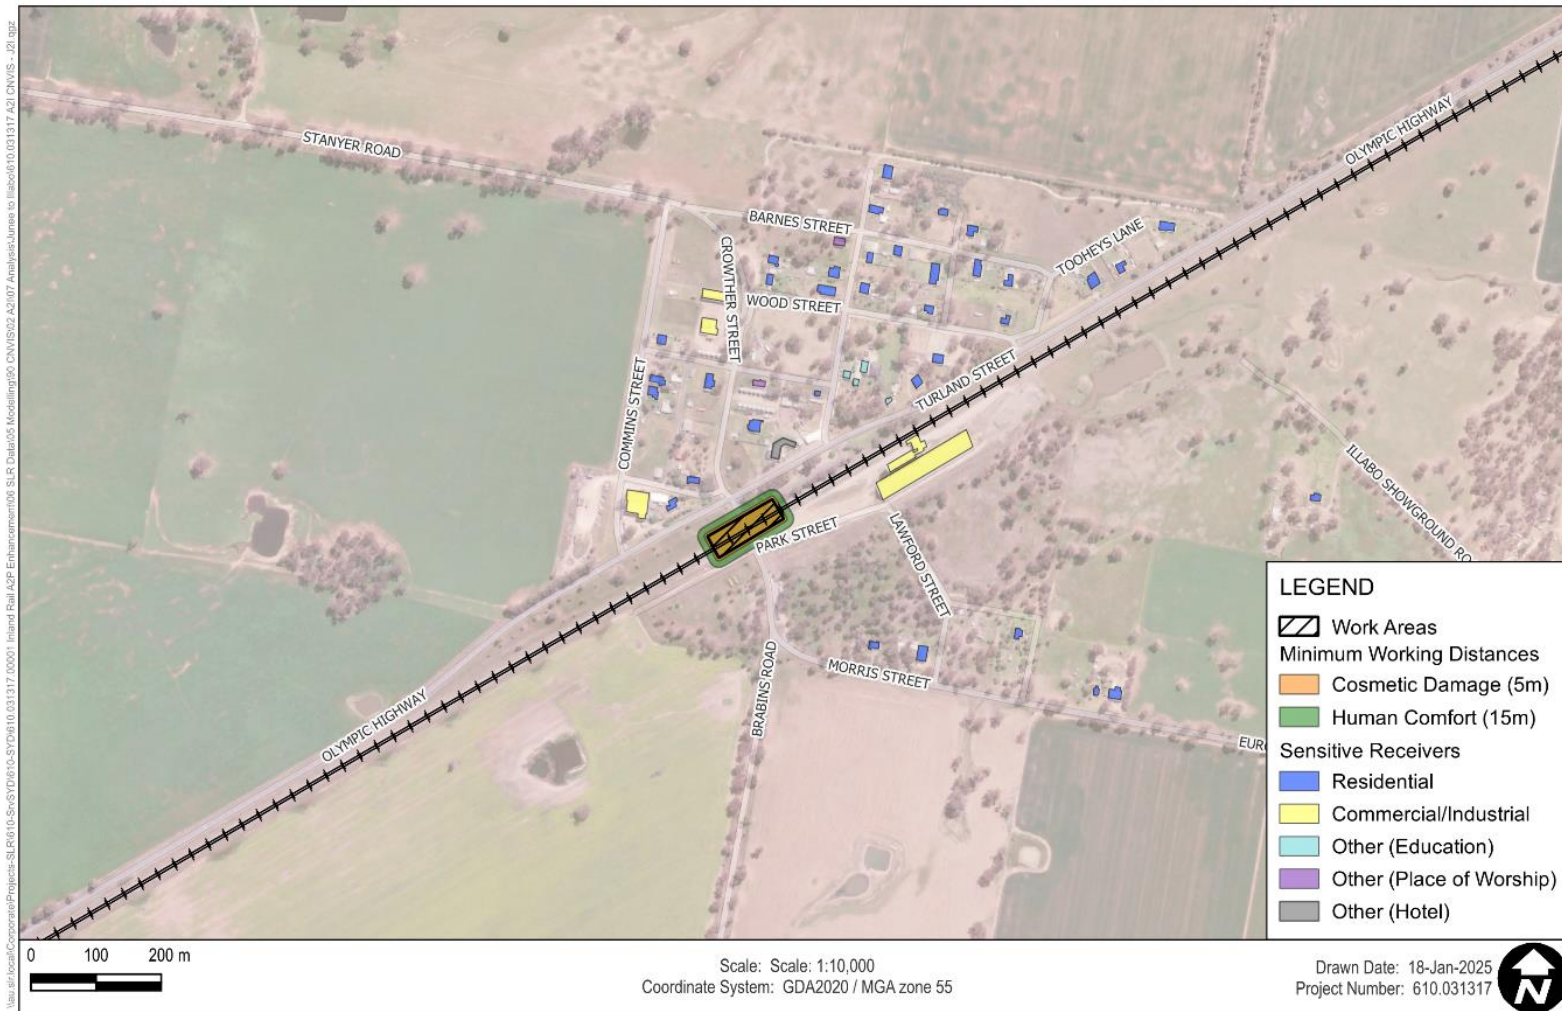 STANYER ROAD
OLYMPIC HIGHWAY
BARNES STREET
TOOHEYS LANE
CROWTHER STREET
WOOD STREET
COMMINS STREET
TURLAND STREET
ILLABO SHOWGROUND RO
PARK STREET
LAWFORD STREET
BRABINS ROAD
MORRIS STREET
OLYMPIC HIGHWAY
EUR
LEGEND
Work Areas
Minimum Working Distances
Cosmetic Damage (5m)
Human Comfort (15m)
Sensitive Receivers
Residential
Commercial/Industrial
Other (Education)
Other (Place of Worship)
Other (Hotel)
0 100 200 m
Scale: Scale: 1:10,000
Coordinate System: GDA2020 / MGA zone 55
Drawn Date: 18-Jan-2025
Project Number: 610.031317
N